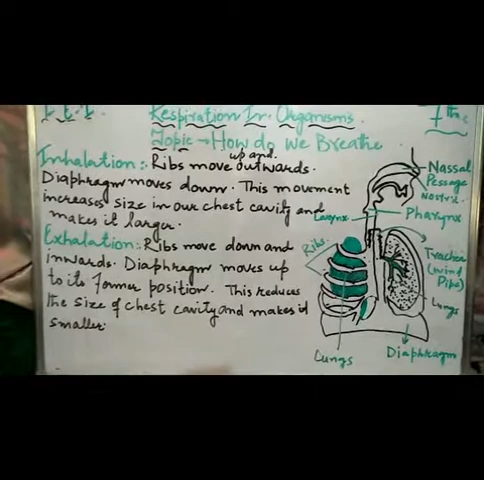 Respiration In Organisms
7th
Topic → How do we Breathe
Inhalation:- Ribs move up and outwards.
Diaphragm moves down. This movement
increases size in our chest cavity and
makes it larger.
Exhalation:- Ribs move down and
inwards. Diaphragm moves up
to its former position. This reduces
the size of chest cavity and makes it
smaller.
Nassal
Pessage
Nostril
Pharynx
Larynx
Ribs
Trachea
(wind
Pipe)
Lungs
Diaphragm
Lungs